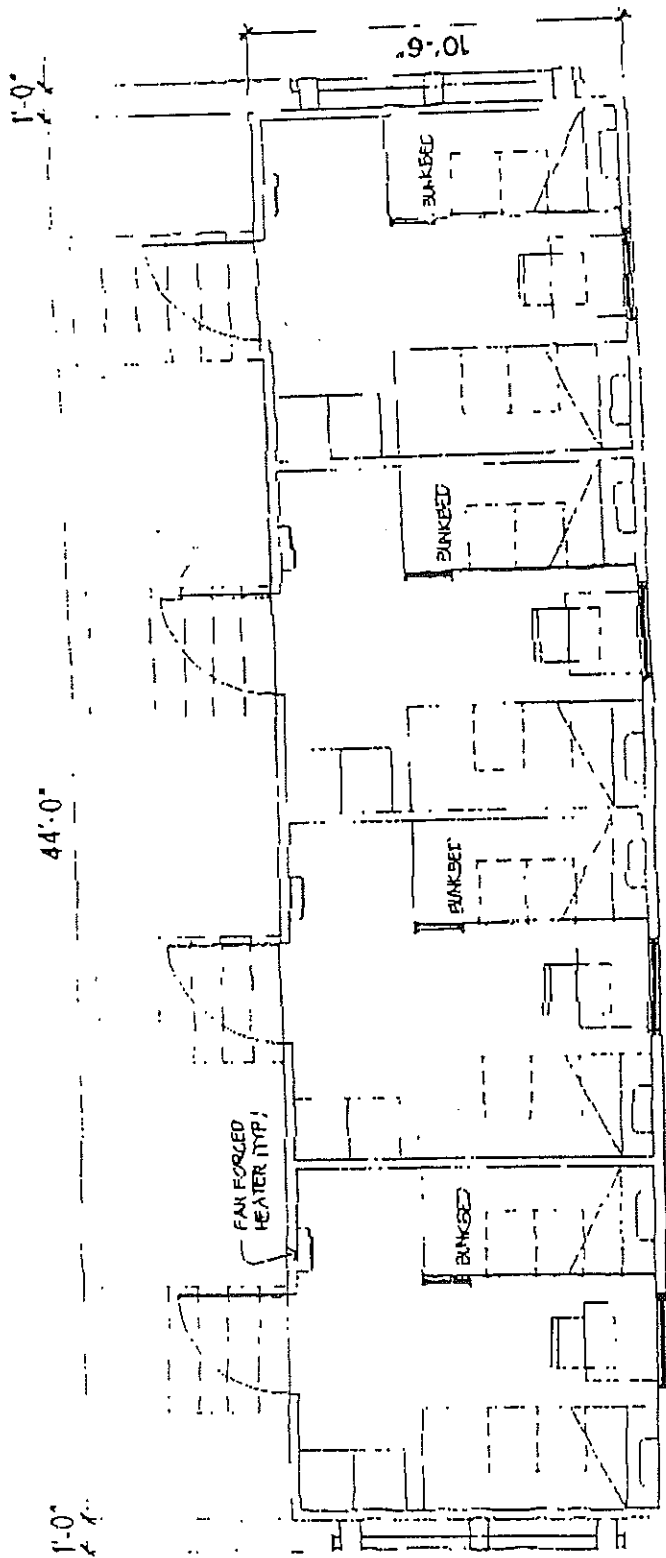 1'-0"
44'-0"
1'-0"
10'-6"
FAN FORCED
HEATER (TYP)
BUNKBED
BUNKBED
BUNKBED
BUNKBED